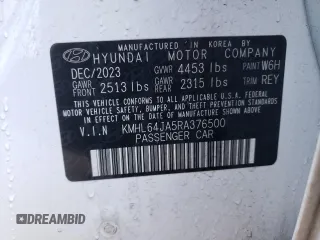 MANUFACTURED IN KOREA BY
HYUNDAI MOTOR COMPANY
DEC/2023 GVWR 4453 lbs PAINT W6H
GAWR FRONT 2513 lbs GAWR REAR 2315 lbs TRIM REY
THIS VEHICLE CONFORMS TO ALL APPLICABLE
FEDERAL MOTOR VEHICLE SAFETY, BUMPER, AND
THEFT PREVENTION STANDARDS IN EFFECT ON
THE DATE OF MANUFACTURE SHOWN ABOVE.
V.I.N KMHL64JA5RA376500
PASSENGER CAR
DREAMBID